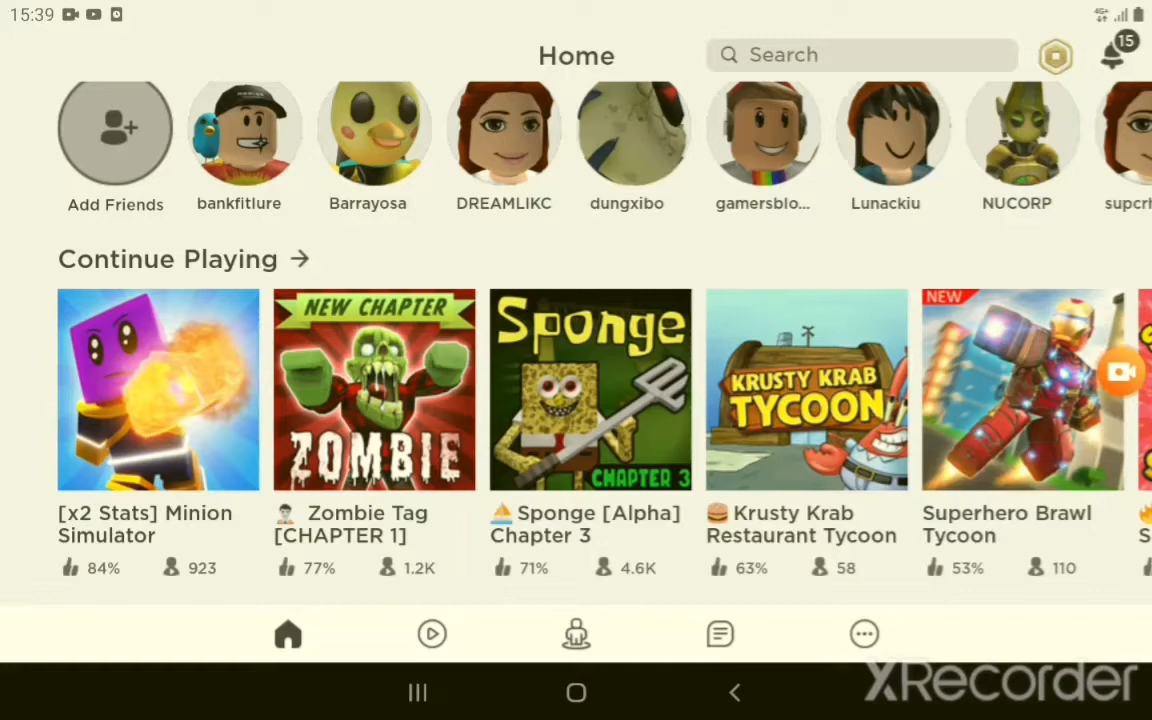 15:39
4G+
Home
Search
15
Add Friends
bankfitlure
Barrayosa
DREAMLIKC
dungxibo
gamersblo...
Lunackiu
NUCORP
Continue Playing →
NEW CHAPTER
ZOMBIE
Sponge
CHAPTER 3
KRUSTY KRAB
TYCOON
NEW
[x2 Stats] Minion
Simulator
84% 923
Zombie Tag
[CHAPTER 1]
77% 1.2K
Sponge [Alpha]
Chapter 3
71% 4.6K
Krusty Krab
Restaurant Tycoon
63% 58
Superhero Brawl
Tycoon
53% 110
XRecorder